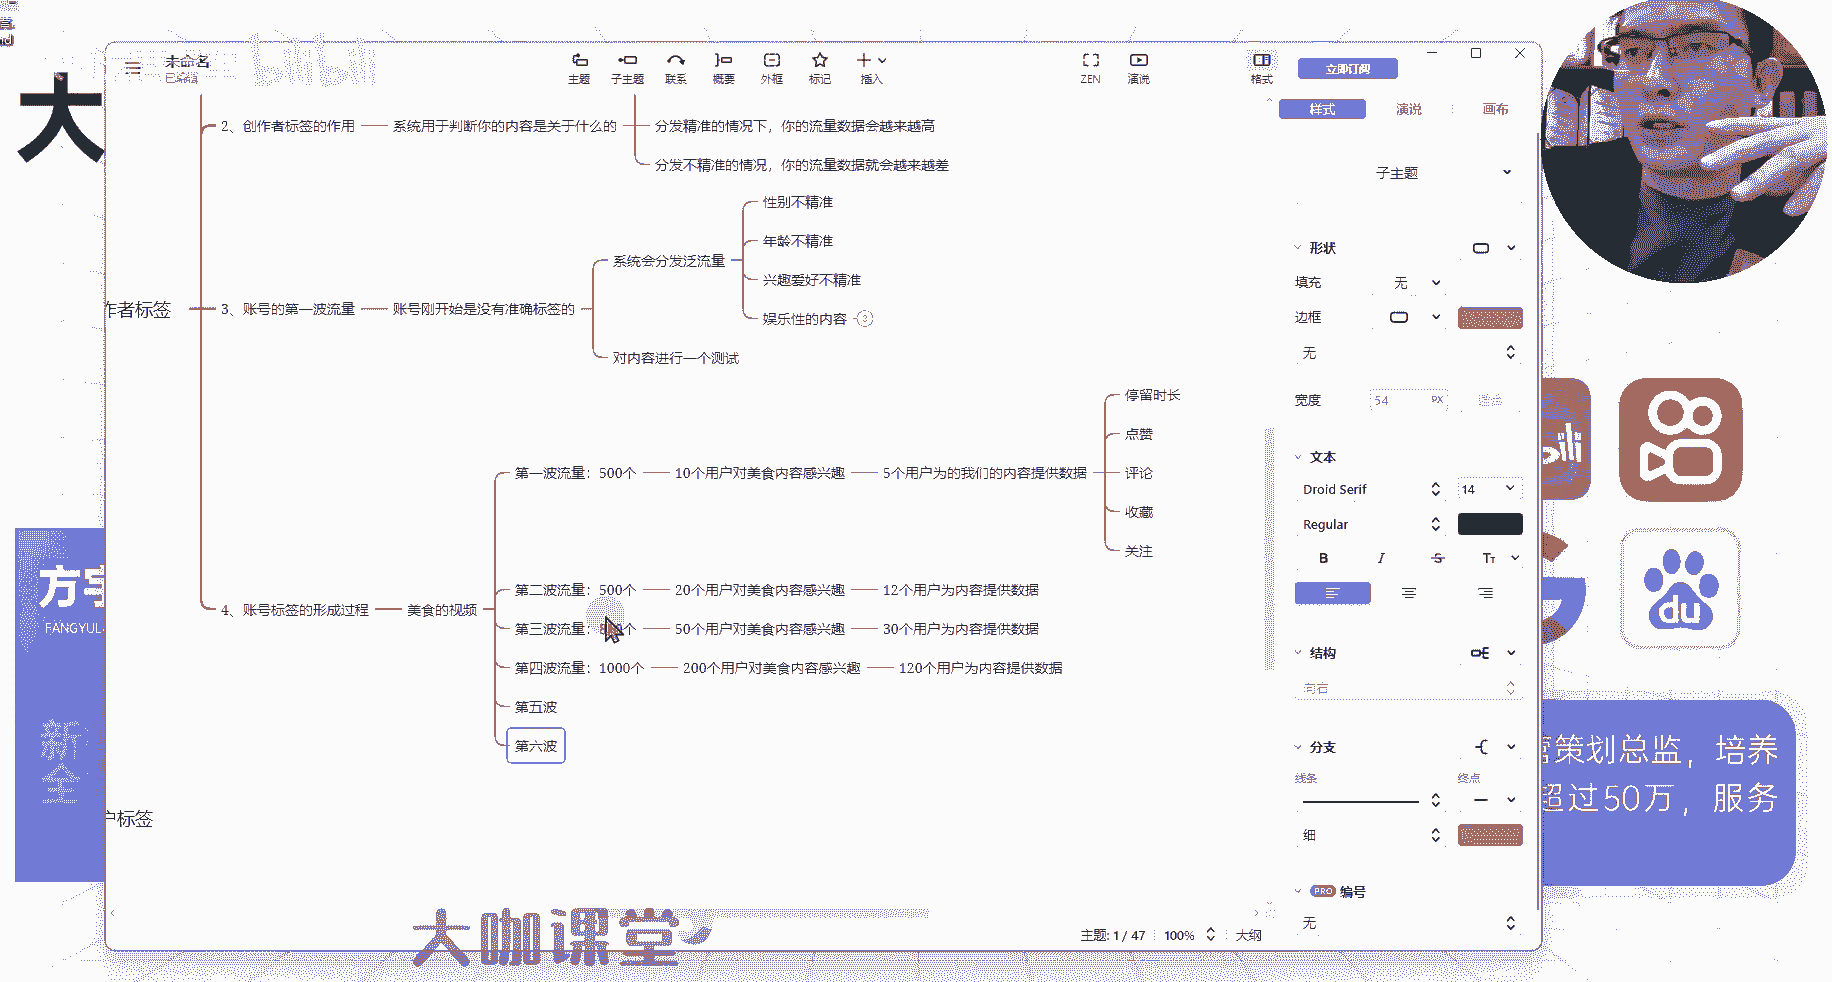 大
bilibili
未命名
已编辑
主题
子主题
联系
概要
外框
标记
插入
ZEN
演说
格式
立即订阅
样式
演说
画布
2、创作者标签的作用
系统用于判断你的内容是关于什么的
分发精准的情况下，你的流量数据会越来越高
分发不精准的情况，你的流量数据就会越来越差
作者标签
3、账号的第一波流量
账号刚开始是没有准确标签的
系统会分发泛流量
性别不精准
年龄不精准
兴趣爱好不精准
娱乐性的内容
对内容进行一个测试
4、账号标签的形成过程
美食的视频
第一波流量：500个
10个用户对美食内容感兴趣
5个用户为的我们的内容提供数据
停留时长
点赞
评论
收藏
关注
第二波流量：500个
20个用户对美食内容感兴趣
12个用户为内容提供数据
第三波流量：
个
50个用户对美食内容感兴趣
30个用户为内容提供数据
第四波流量：1000个
200个用户对美食内容感兴趣
120个用户为内容提供数据
第五波
第六波
户标签
子主题
形状
填充
无
边框
无
宽度
54
PX
文本
Droid Serif
14
Regular
B
I
S
TT
结构
向右
分支
线条
终点
细
PRO 编号
无
主题: 1 / 47
100%
大纲
方宇
FANGYUL
新
全
du
营策划总监，培养
超过50万，服务
大咖课堂